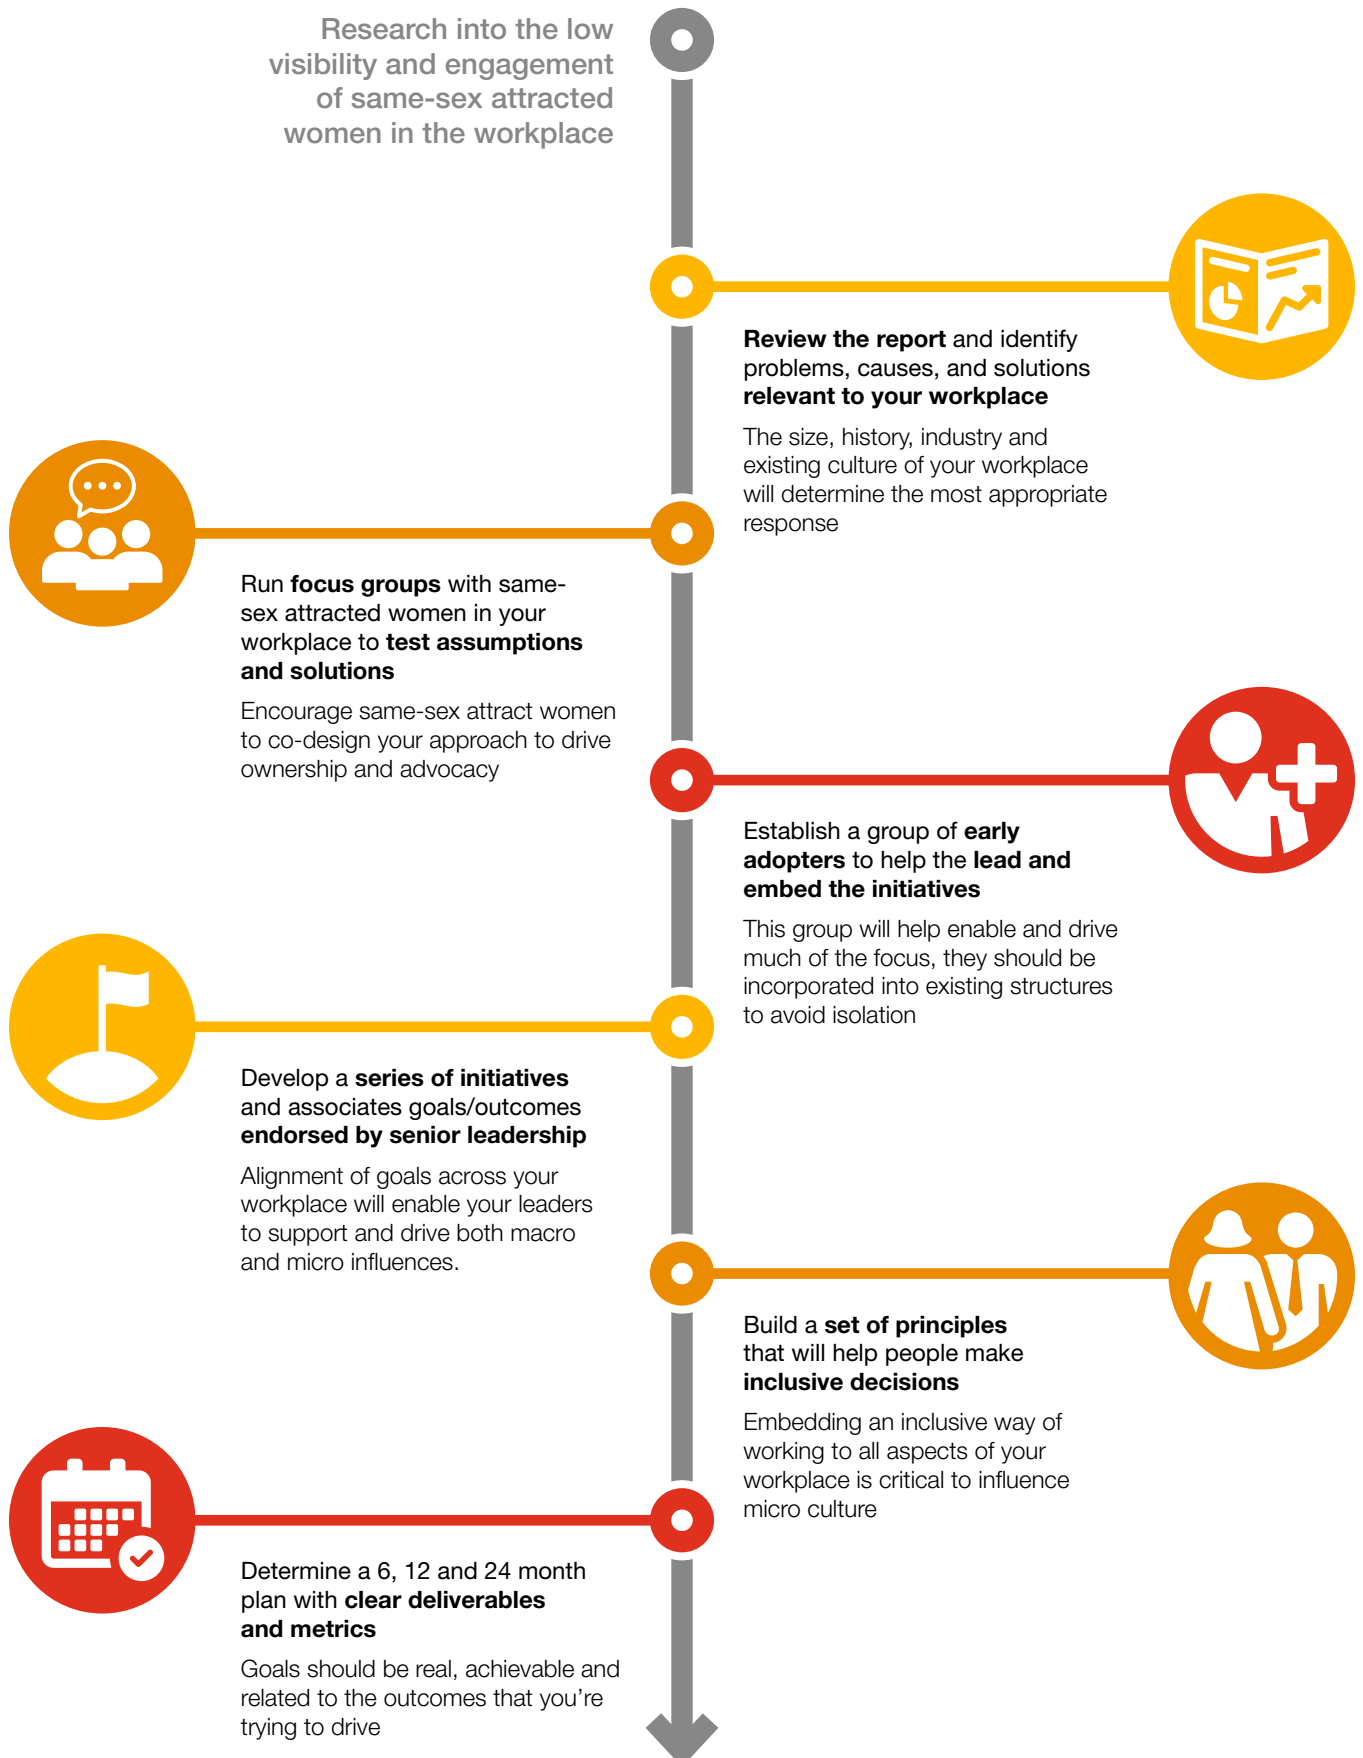 Research into the low
visibility and engagement
of same-sex attracted
women in the workplace
Review the report and identify
problems, causes, and solutions
relevant to your workplace
The size, history, industry and
existing culture of your workplace
will determine the most appropriate
response
Run focus groups with same-
sex attracted women in your
workplace to test assumptions
and solutions
Encourage same-sex attract women
to co-design your approach to drive
ownership and advocacy
Establish a group of early
adopters to help the lead and
embed the initiatives
This group will help enable and drive
much of the focus, they should be
incorporated into existing structures
to avoid isolation
Develop a series of initiatives
and associates goals/outcomes
endorsed by senior leadership
Alignment of goals across your
workplace will enable your leaders
to support and drive both macro
and micro influences.
Build a set of principles
that will help people make
inclusive decisions
Embedding an inclusive way of
working to all aspects of your
workplace is critical to influence
micro culture
Determine a 6, 12 and 24 month
plan with clear deliverables
and metrics
Goals should be real, achievable and
related to the outcomes that you're
trying to drive